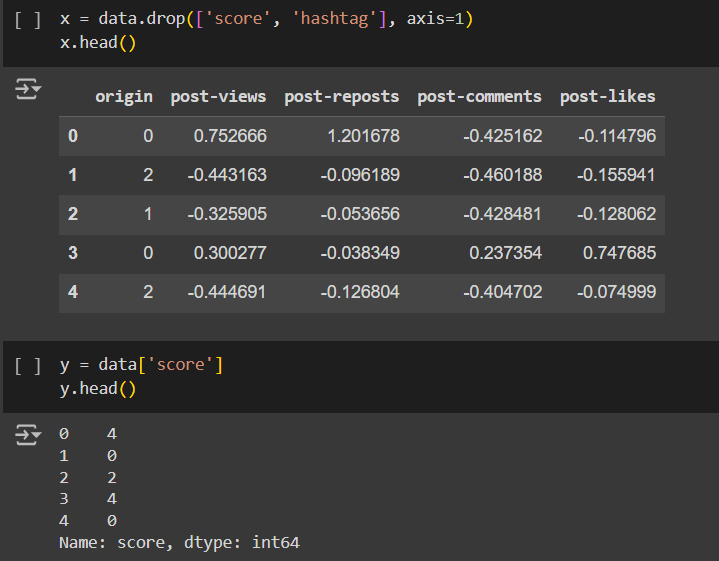 [ ] x = data.drop(['score', 'hashtag'], axis=1)
x.head()
origin post-views post-reposts post-comments post-likes
0 0 0.752666 1.201678 -0.425162 -0.114796
1 2 -0.443163 -0.096189 -0.460188 -0.155941
2 1 -0.325905 -0.053656 -0.428481 -0.128062
3 0 0.300277 -0.038349 0.237354 0.747685
4 2 -0.444691 -0.126804 -0.404702 -0.074999
[ ] y = data['score']
y.head()
0 4
1 0
2 2
3 4
4 0
Name: score, dtype: int64